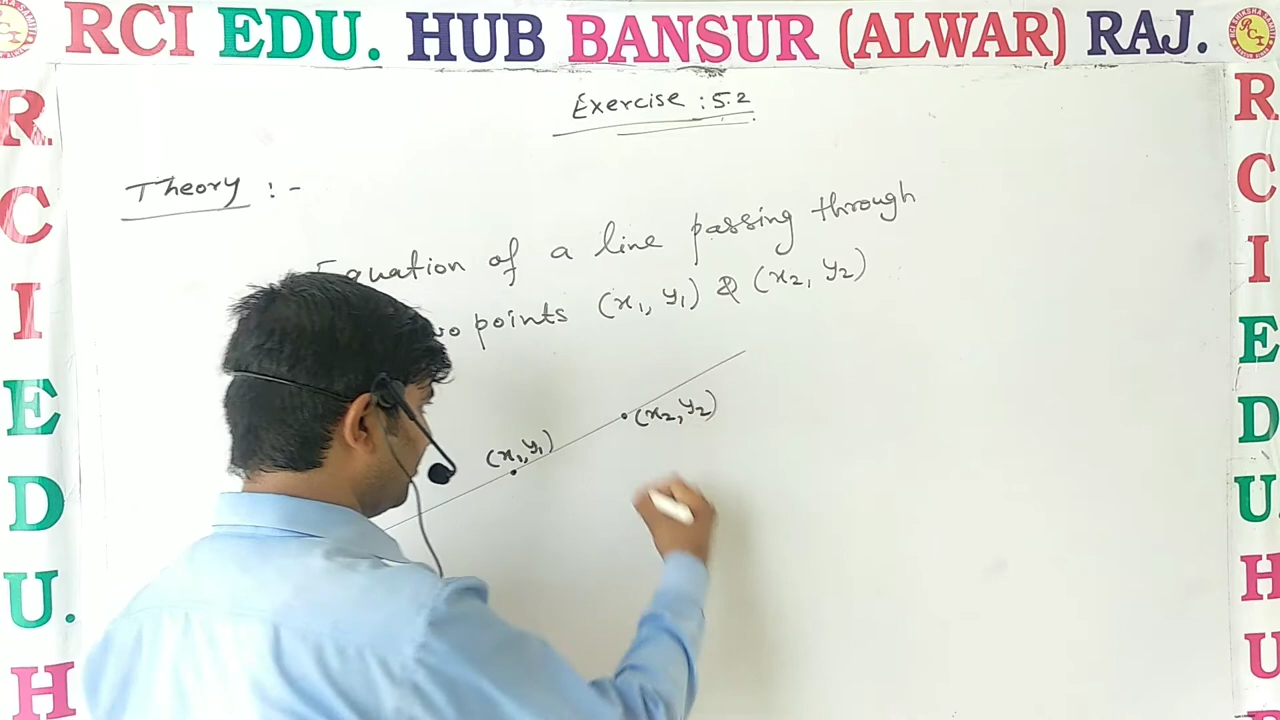 RCI EDU. HUB BANSUR (ALWAR) RAJ.
Exercise : 5.2
Theory : -
Equation of a line passing through
points (x₁, y₁) & (x₂, y₂)
(x₁, y₁)
(x₂, y₂)
R
C
I
E
D
U.
H
R
C
I
E
D
U.
H
U